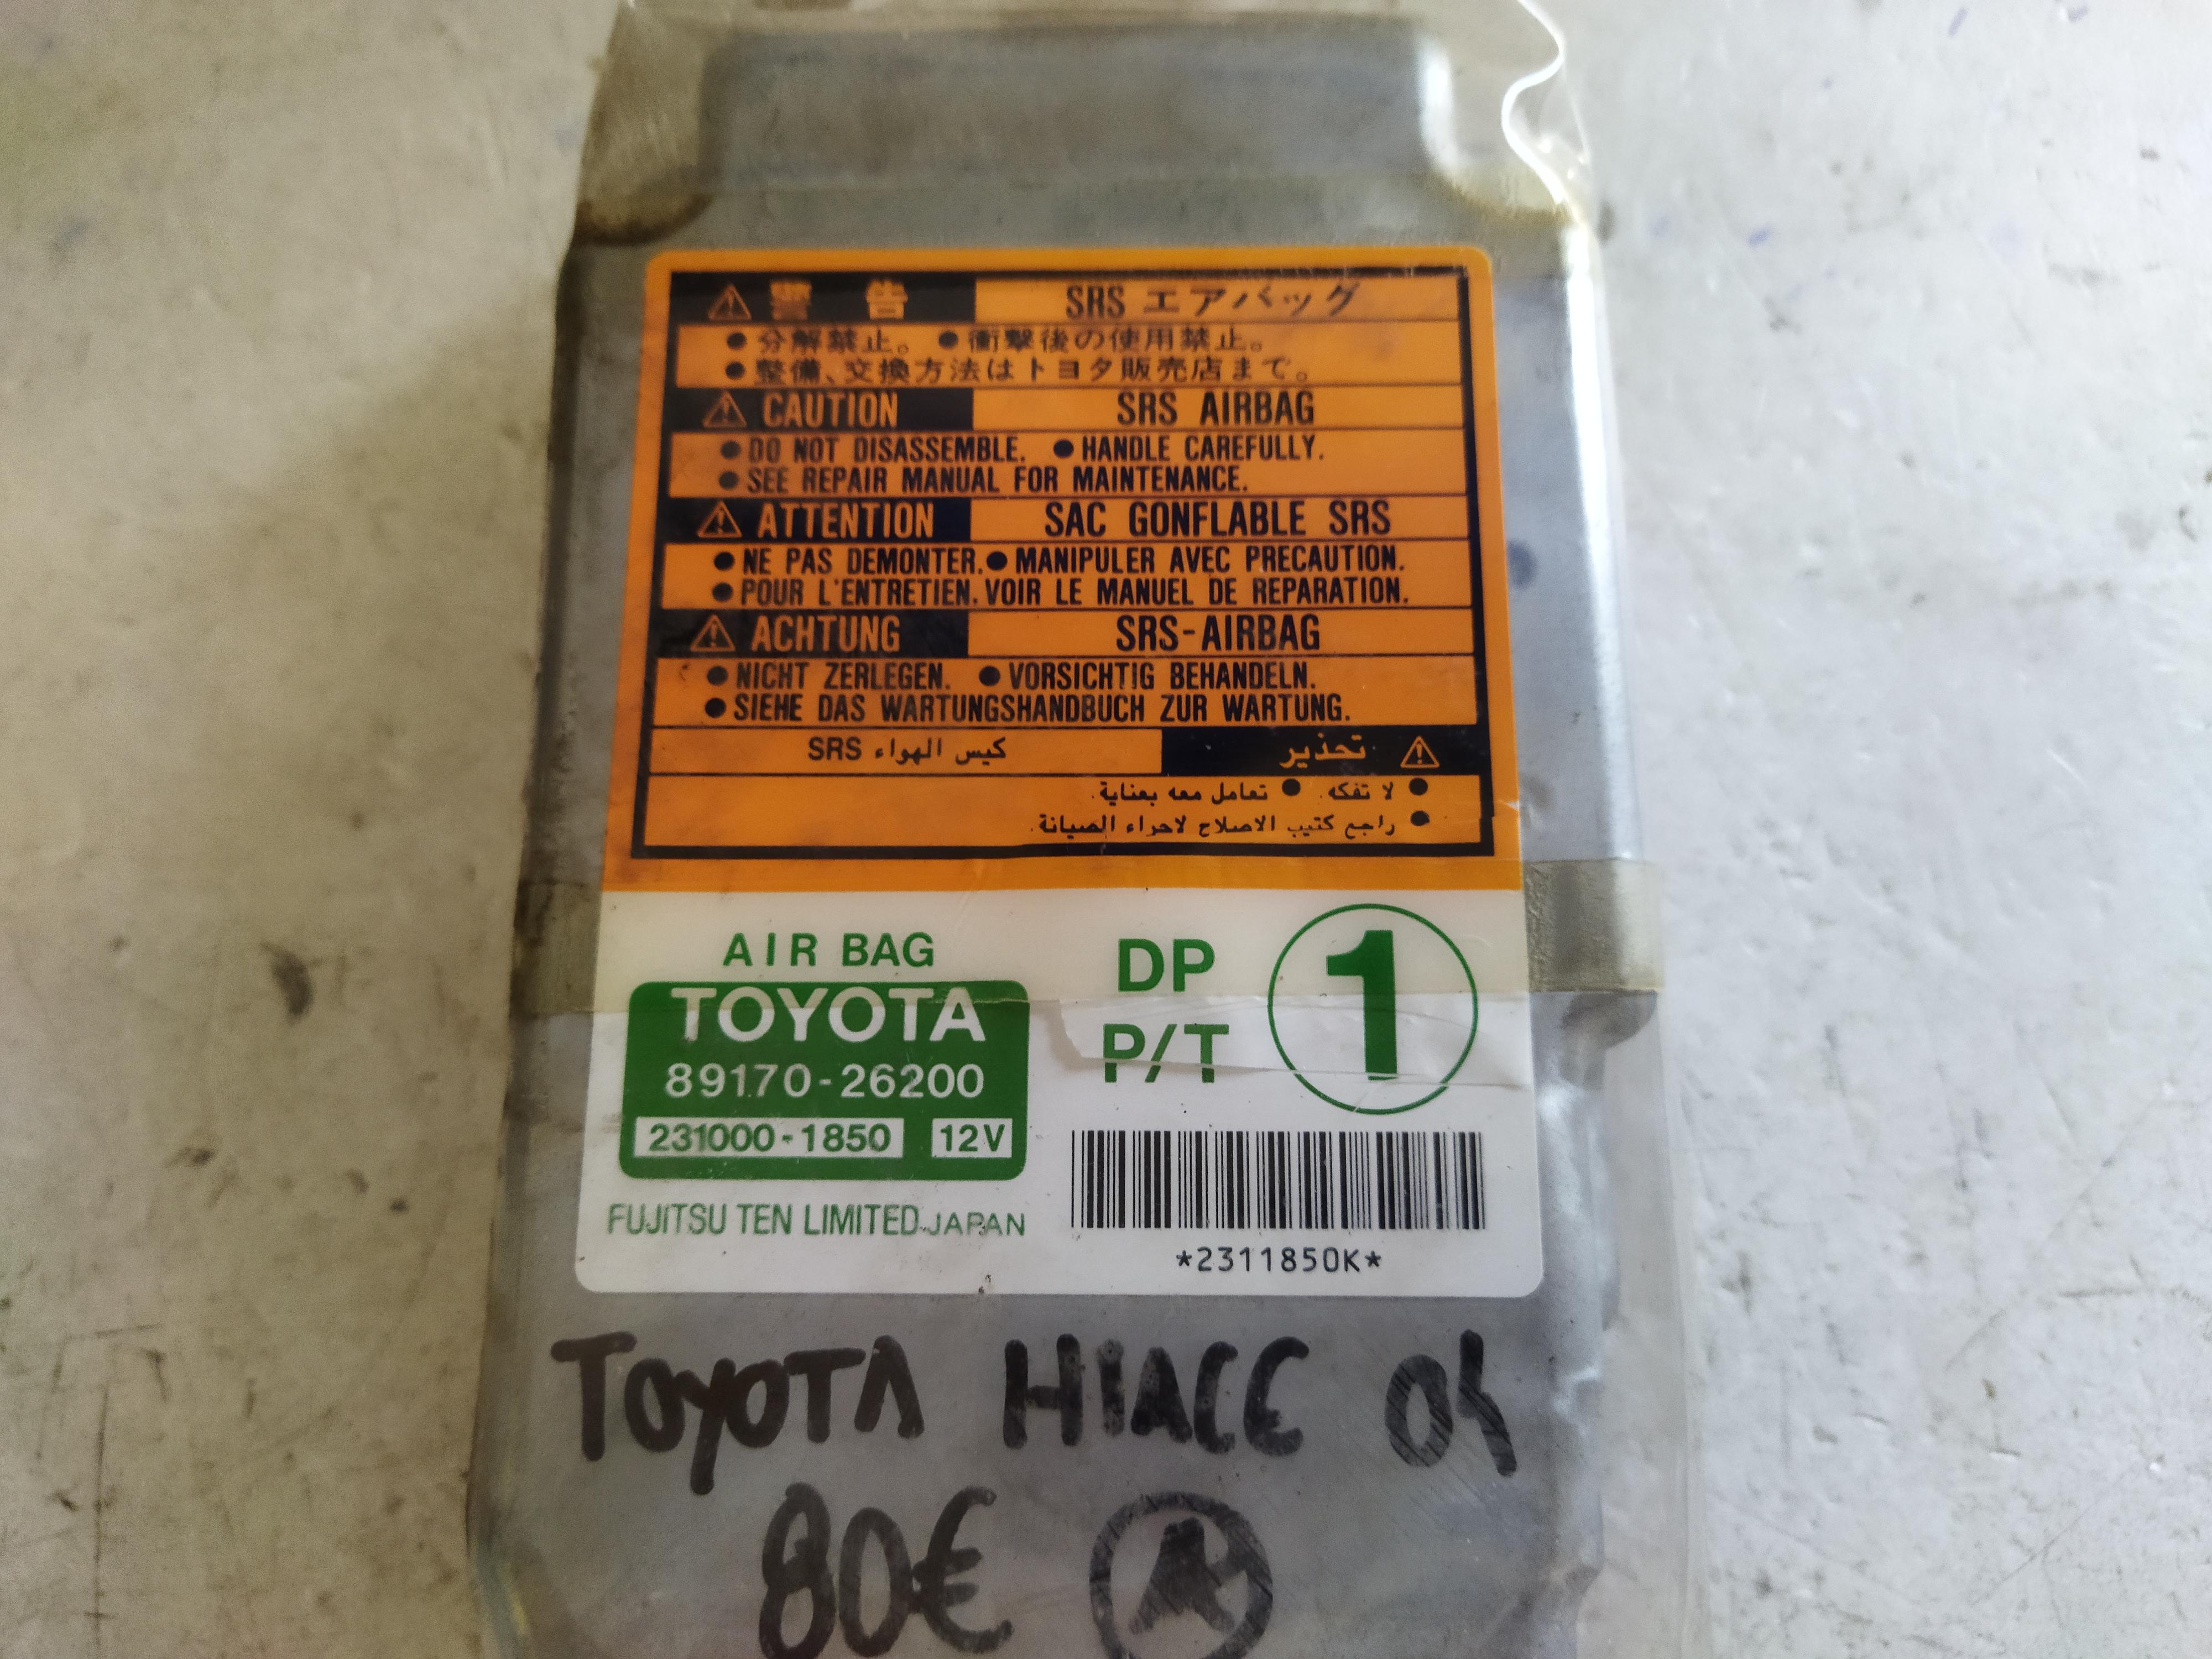 ⚠ 警告 SRS エアバッグ
● 分解禁止。 ● 衝撃後の使用禁止。
● 整備、交換方法はトヨタ販売店まで。
⚠ CAUTION SRS AIRBAG
● DO NOT DISASSEMBLE. ● HANDLE CAREFULLY.
● SEE REPAIR MANUAL FOR MAINTENANCE.
⚠ ATTENTION SAC GONFLABLE SRS
● NE PAS DEMONTER. ● MANIPULER AVEC PRECAUTION.
● POUR L'ENTRETIEN, VOIR LE MANUEL DE REPARATION.
⚠ ACHTUNG SRS-AIRBAG
● NICHT ZERLEGEN. ● VORSICHTIG BEHANDELN.
● SIEHE DAS WARTUNGSHANDBUCH ZUR WARTUNG.
⚠ تحذير كيس الهواء SRS
● لا تفكه. ● تعامل معه بعناية.
● راجع كتيب الاصلاح لاجراء الصيانة.
AIR BAG
TOYOTA
89170-26200
231000-1850 12V
FUJITSU TEN LIMITED JAPAN
DP
P/T
1
*2311850K*
TOYOTA HIACE 04
80€
A